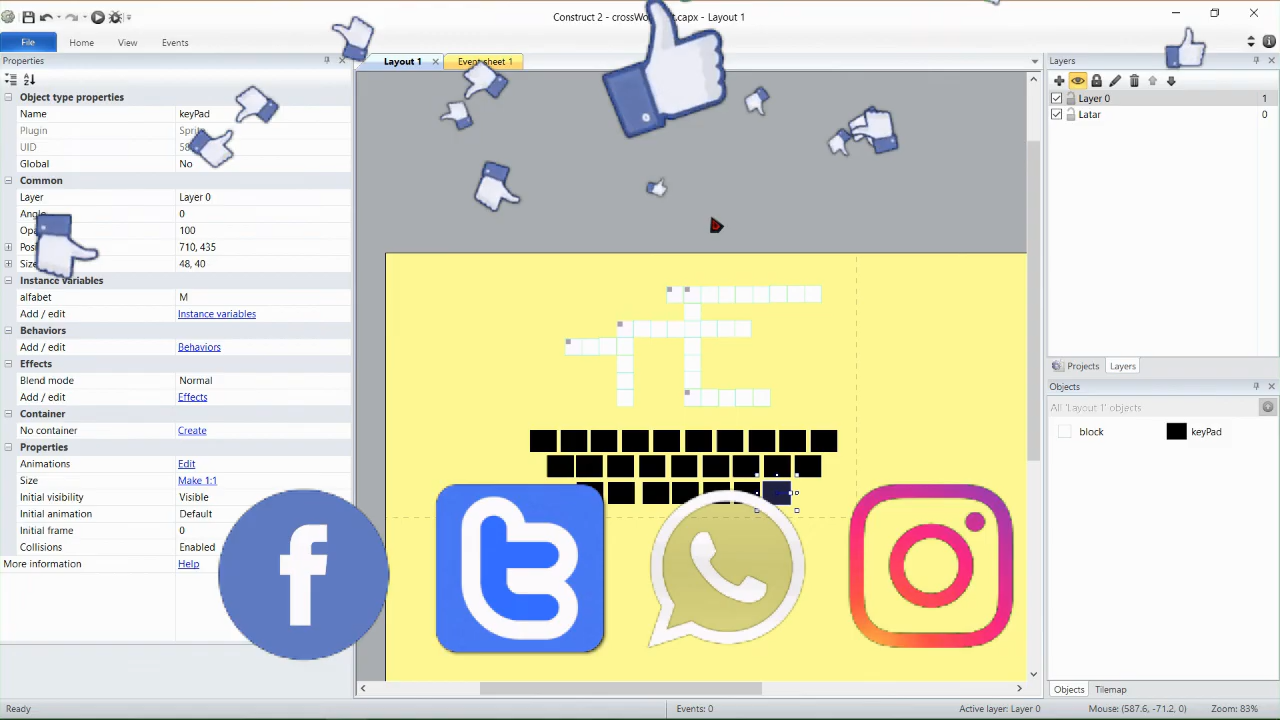 Construct 2 - crossWo .capx - Layout 1
File
Home
View
Events
Properties
Layout 1
Event sheet 1
Layers
Object type properties
Name
keyPad
Plugin
UID
Global
No
Common
Layer
Layer 0
Angle
0
100
247
710, 435
48, 40
Instance variables
alfabet
M
Add / edit
Instance variables
Behaviors
Add / edit
Behaviors
Effects
Blend mode
Normal
Add / edit
Effects
Container
No container
Create
Properties
Animations
Edit
Size
Make 1:1
Initial visibility
Visible
Initial animation
Default
Initial frame
0
Collisions
Enabled
More information
Help
Layer 0
1
Latar
0
Projects
Layers
Objects
All 'Layout 1' objects
block
keyPad
Objects
Tilemap
Ready
Events: 0
Active layer: Layer 0
Mouse: (587.6, -71.2, 0)
Zoom: 83%